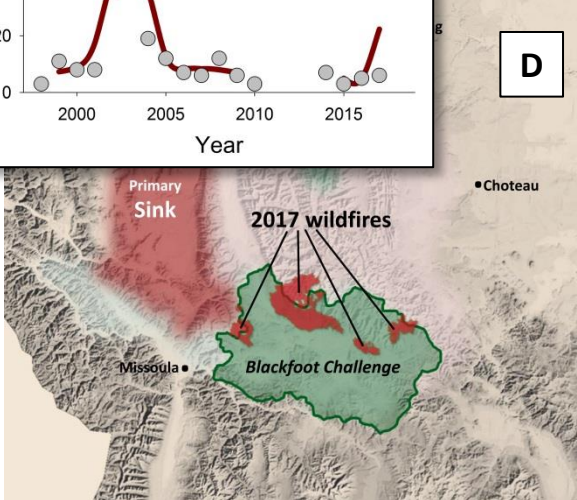 20
g
D
0
2000 2005 2010 2015
Year
Primary
Sink
Choteau
2017 wildfires
Missoula
Blackfoot Challenge